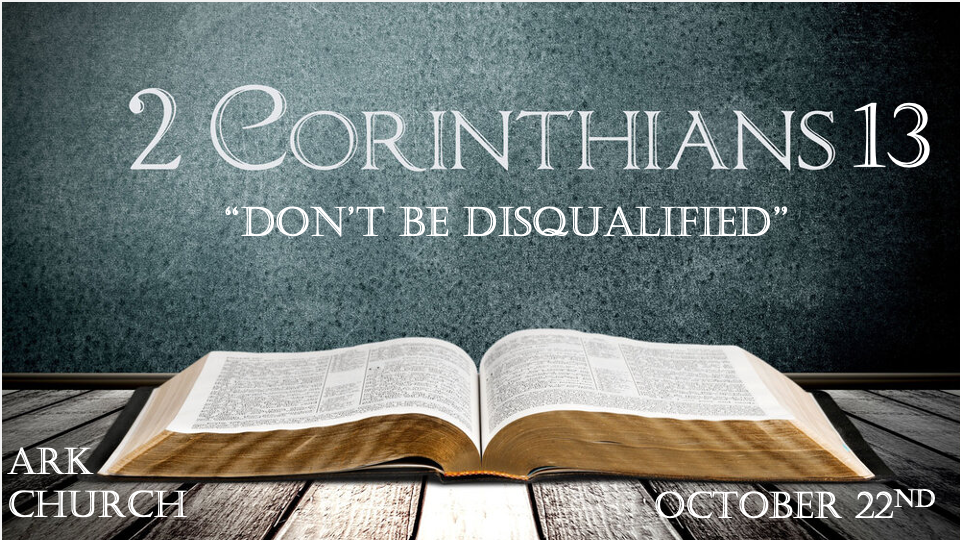 2 Corinthians 13
“Don’t be disqualified”
Ark
Church
October 22nd